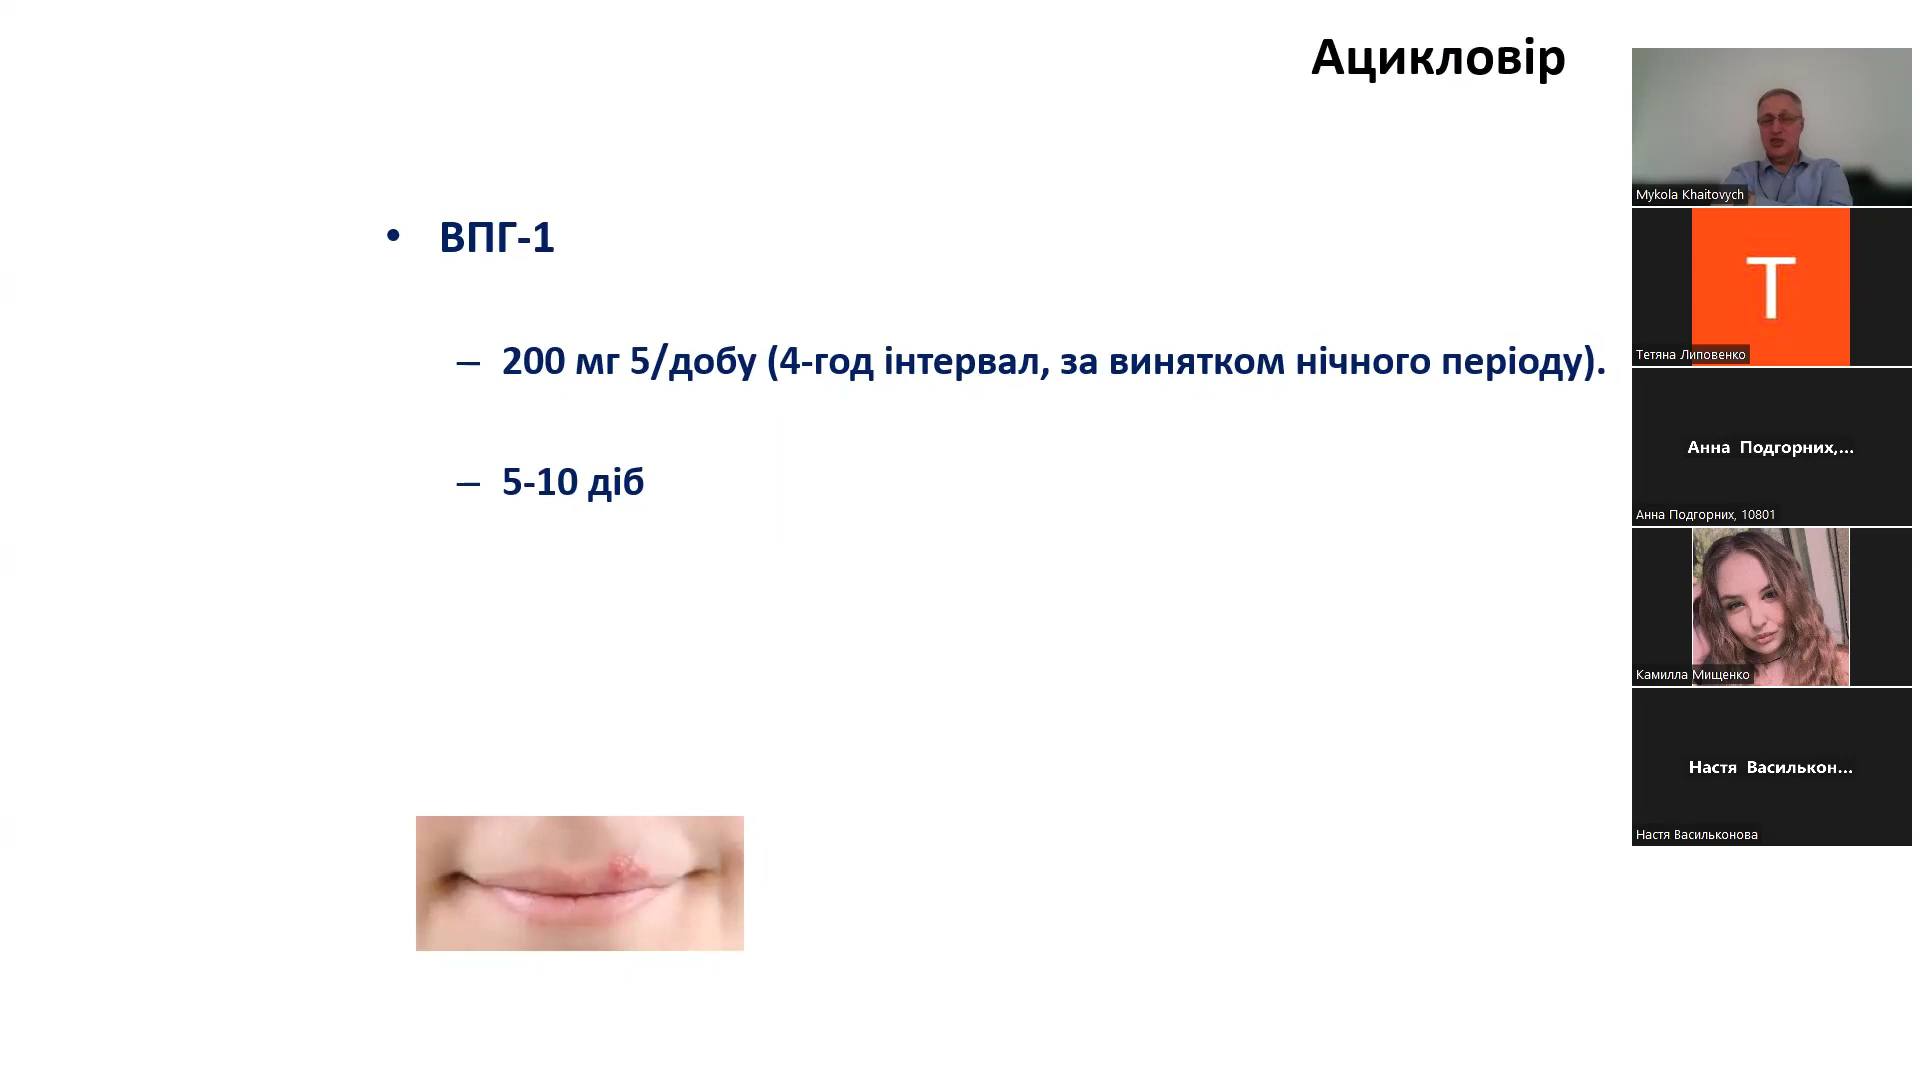 Ацикловір
• ВПГ-1
– 200 мг 5/добу (4-год інтервал, за винятком нічного періоду).
– 5-10 діб
Mykola Khaitovych
T
Тетяна Липовенко
Анна Подгорних,...
Анна Подгорних, 10801
Камилла Мищенко
Настя Василькон...
Настя Васильконова